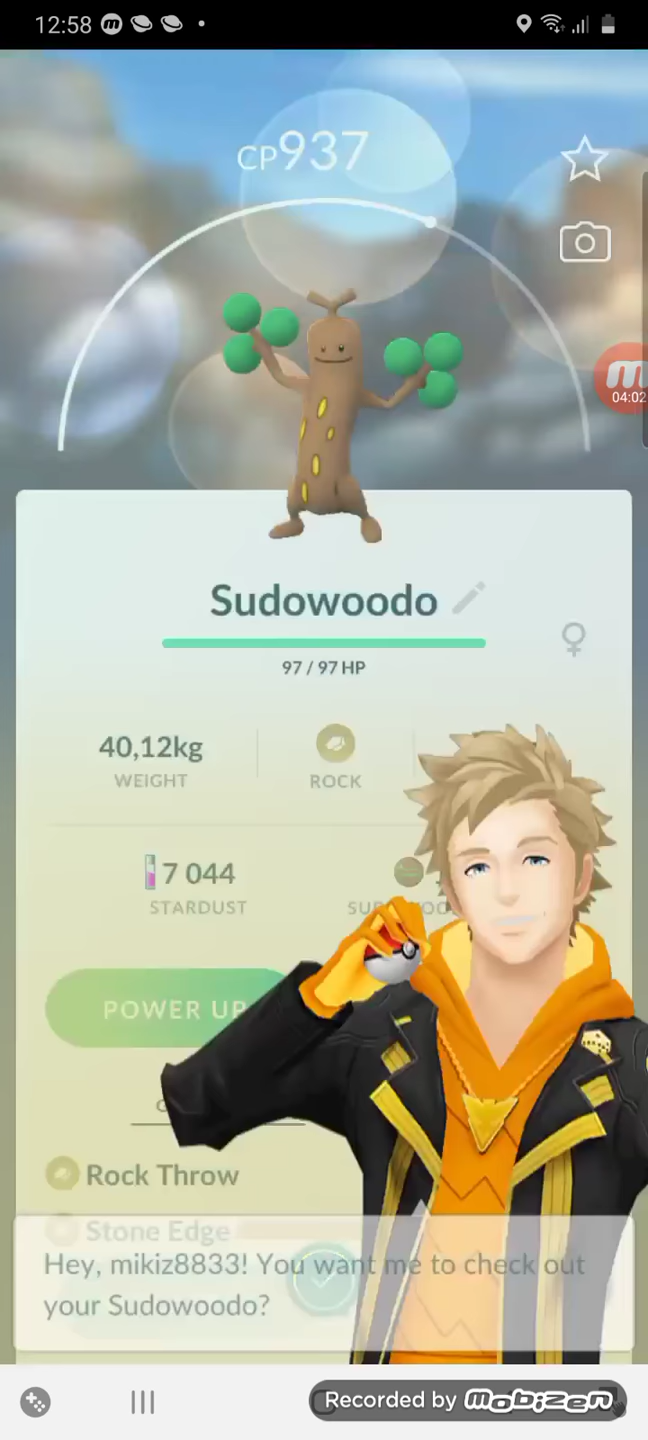 12:58
CP937
04:02
Sudowoodo
97 / 97 HP
40,12kg
WEIGHT
ROCK
7 044
STARDUST
POWER UP
Rock Throw
Stone Edge
Hey, mikiz8833! You want me to check out
your Sudowoodo?
Recorded by mobizen